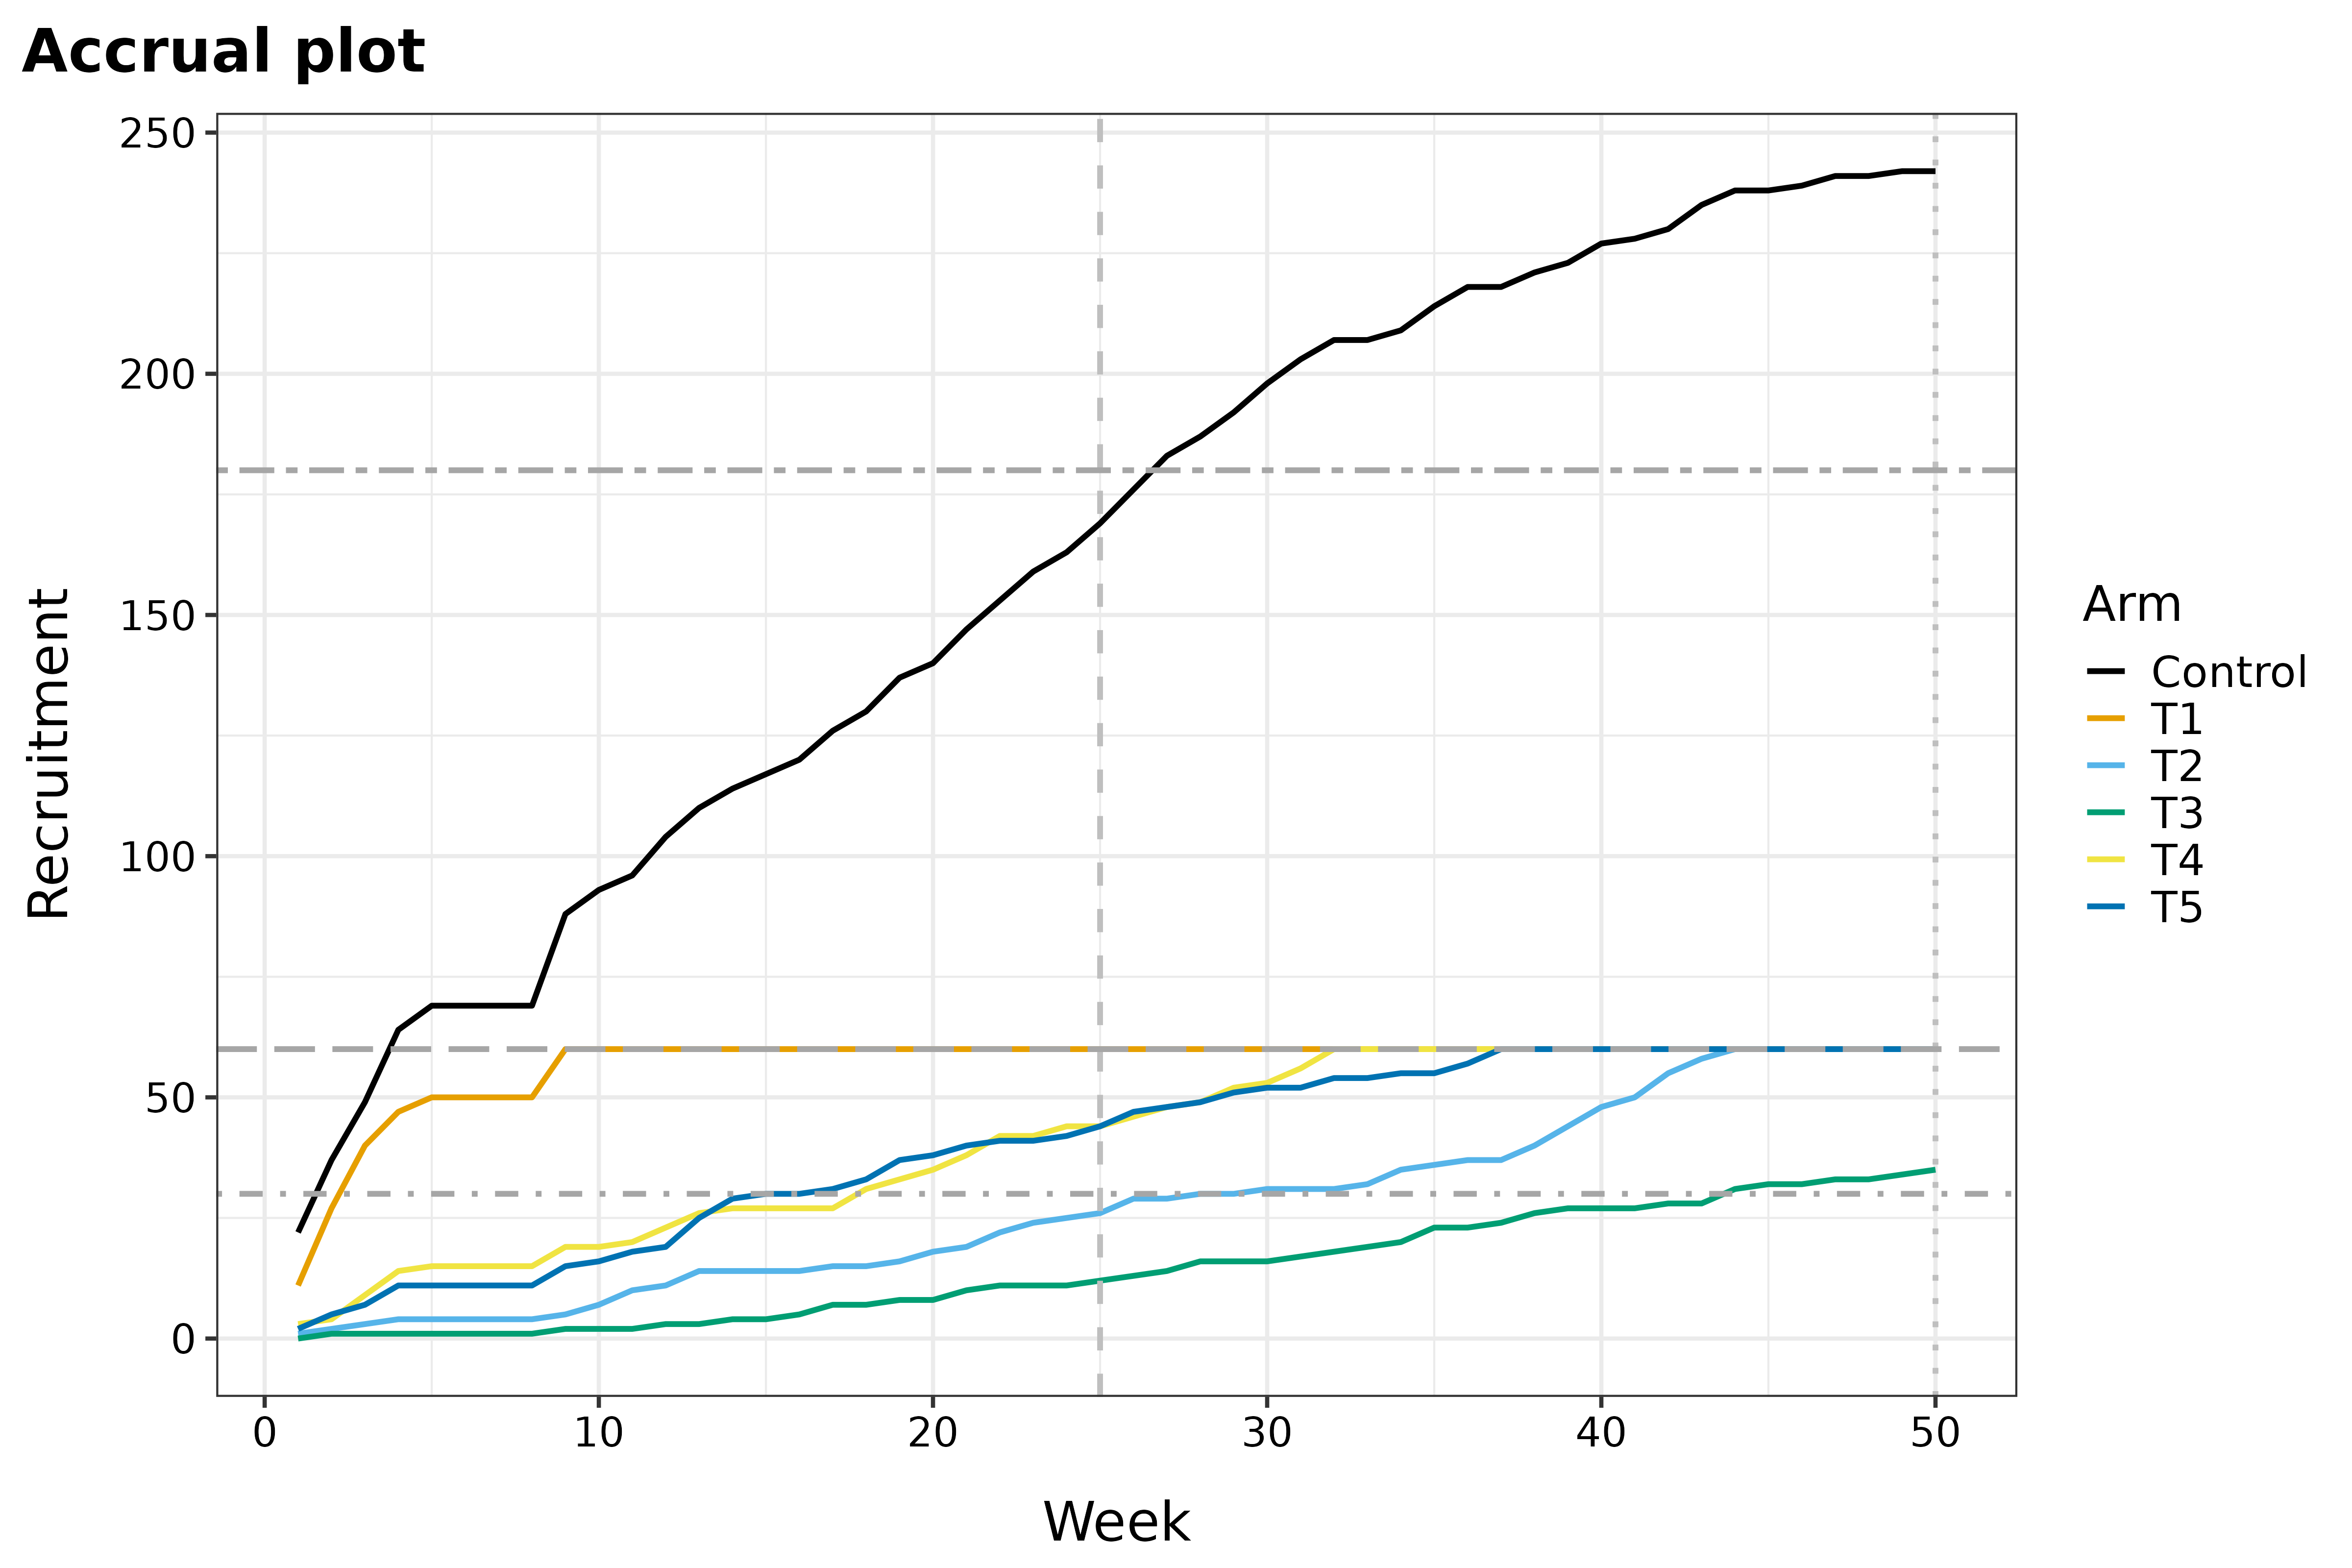 Accrual plot
250
200
150
100
50
0
Recruitment
0 10 20 30 40 50
Week
Arm
Control
T1
T2
T3
T4
T5